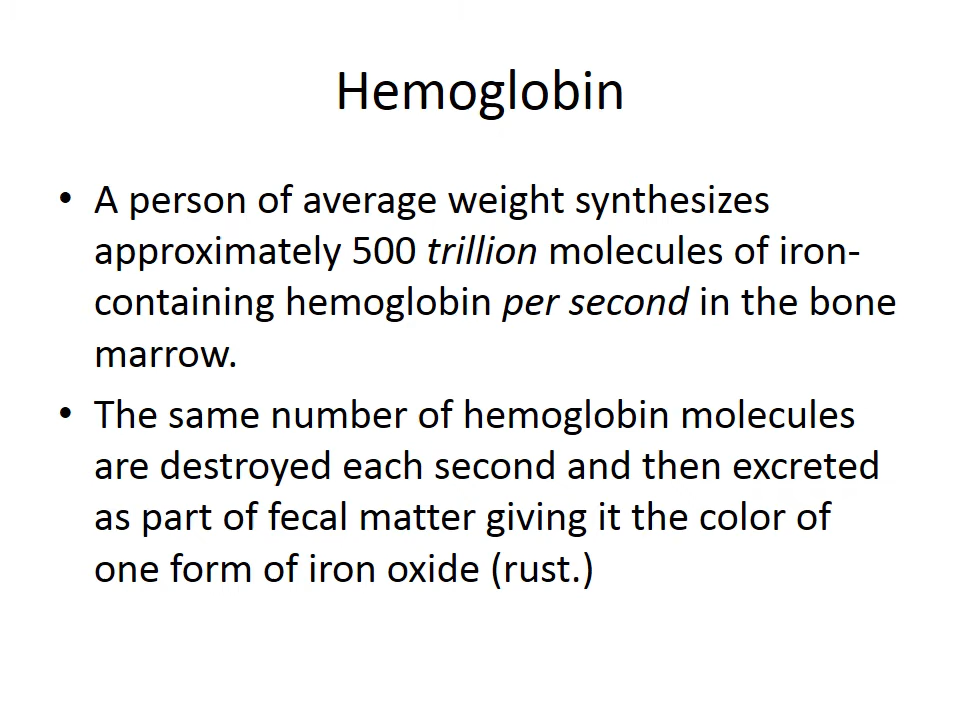 Hemoglobin
• A person of average weight synthesizes
approximately 500 trillion molecules of iron-
containing hemoglobin per second in the bone
marrow.
• The same number of hemoglobin molecules
are destroyed each second and then excreted
as part of fecal matter giving it the color of
one form of iron oxide (rust.)